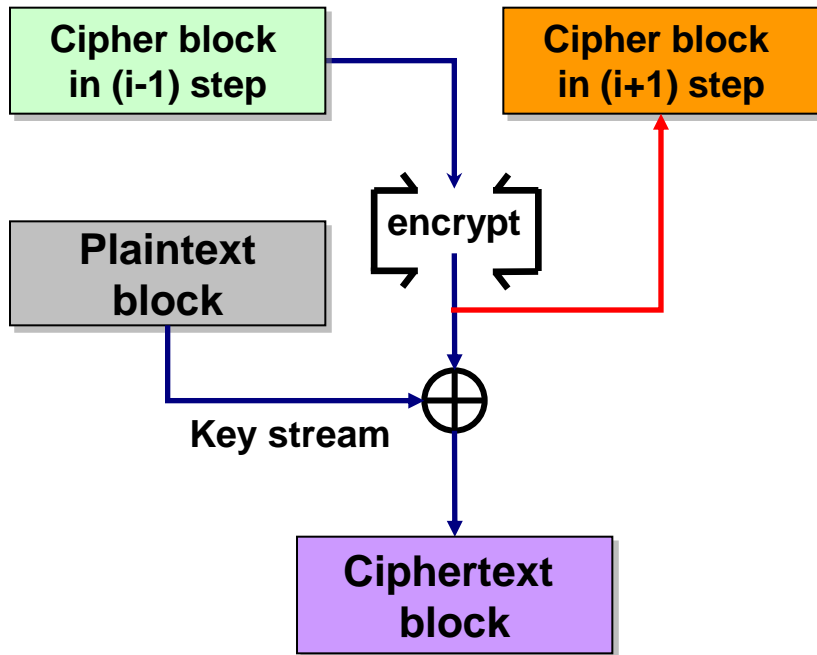 Cipher block
in (i-1) step
Cipher block
in (i+1) step
encrypt
Plaintext
block
Key stream
Ciphertext
block